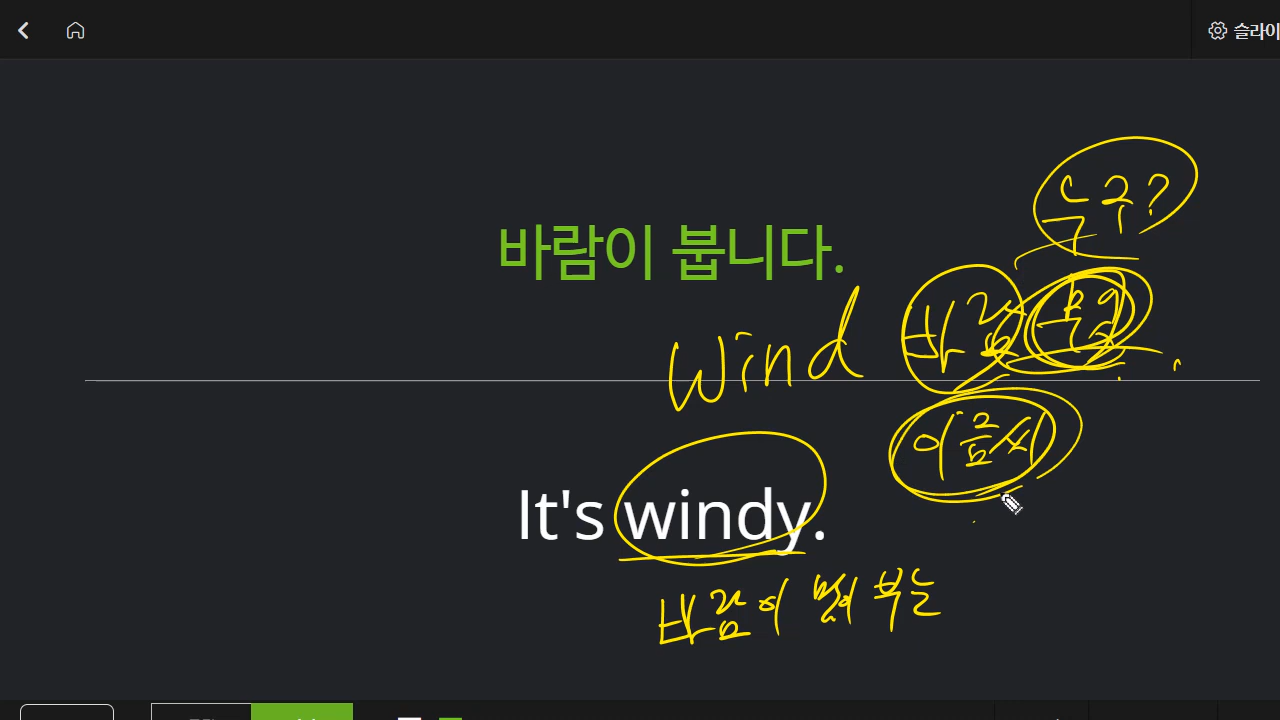 슬라이
누구?
바람이 붑니다.
wind 바람
이름씨
It's windy.
바람이 많이 부는